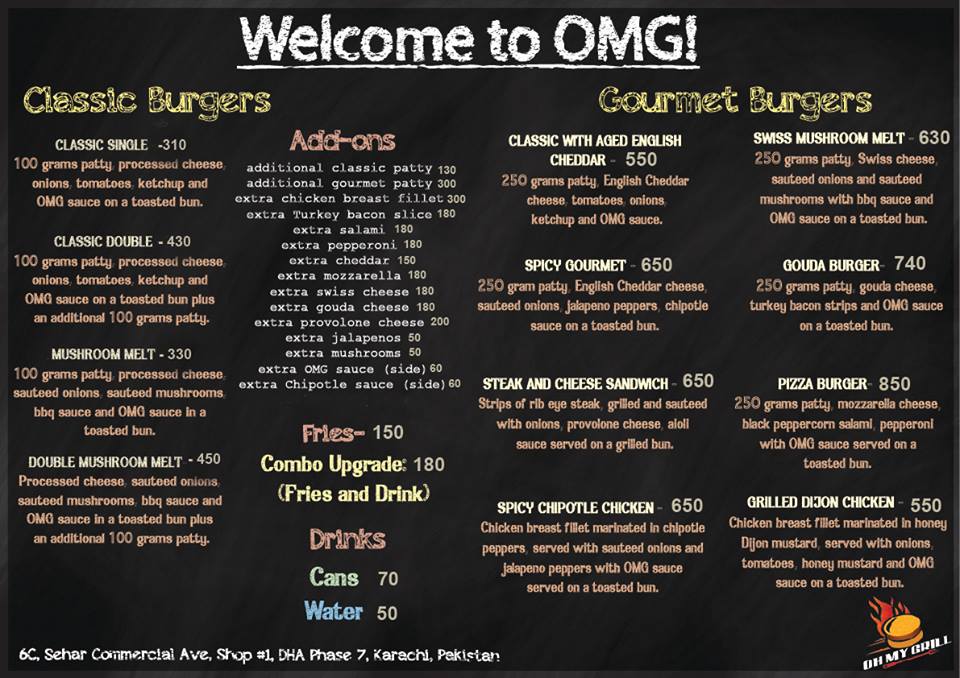 Welcome to OMG!
Classic Burgers
CLASSIC SINGLE -310
100 grams patty, processed cheese,
onions, tomatoes, ketchup and
OMG sauce on a toasted bun.
CLASSIC DOUBLE - 430
100 grams patty, processed cheese,
onions, tomatoes, ketchup and
OMG sauce on a toasted bun plus
an additional 100 grams patty.
MUSHROOM MELT - 330
100 grams patty, processed cheese,
sauteed onions, sauteed mushrooms,
bbq sauce and OMG sauce in a
toasted bun.
DOUBLE MUSHROOM MELT - 450
Processed cheese, sauteed onions,
sauteed mushrooms, bbq sauce and
OMG sauce in a toasted bun plus
an additional 100 grams patty.
Add-ons
additional classic patty 130
additional gourmet patty 300
extra chicken breast fillet 300
extra Turkey bacon slice 180
extra salami 180
extra pepperoni 180
extra cheddar 150
extra mozzarella 180
extra swiss cheese 180
extra gouda cheese 180
extra provolone cheese 200
extra jalapenos 50
extra mushrooms 50
extra OMG sauce (side) 60
extra Chipotle sauce (side) 60
Fries- 150
Combo Upgrade: 180
(Fries and Drink)
Drinks
Cans 70
Water 50
Gourmet Burgers
CLASSIC WITH AGED ENGLISH
CHEDDAR - 550
250 grams patty, English Cheddar
cheese, tomatoes, onions,
ketchup and OMG sauce.
SPICY GOURMET - 650
250 gram patty, English Cheddar cheese,
sauteed onions, jalapeno peppers, chipotle
sauce on a toasted bun.
STEAK AND CHEESE SANDWICH - 650
Strips of rib eye steak, grilled and sauteed
with onions, provolone cheese, aioli
sauce served on a grilled bun.
SPICY CHIPOTLE CHICKEN - 650
Chicken breast fillet marinated in chipotle
peppers, served with sauteed onions and
jalapeno peppers with OMG sauce
served on a toasted bun.
SWISS MUSHROOM MELT - 630
250 grams patty, Swiss cheese,
sauteed onions and sauteed
mushrooms with bbq sauce and
OMG sauce on a toasted bun.
GOUDA BURGER- 740
250 grams patty, gouda cheese,
turkey bacon strips and OMG sauce
on a toasted bun.
PIZZA BURGER- 850
250 grams patty, mozzarella cheese,
black peppercorn salami, pepperoni
with OMG sauce served on a
toasted bun.
GRILLED DIJON CHICKEN - 550
Chicken breast fillet marinated in honey
Dijon mustard, served with onions,
tomatoes, honey mustard and OMG
sauce on a toasted bun.
6C, Sehar Commercial Ave, Shop #1, DHA Phase 7, Karachi, Pakistan
OH MY GRILL